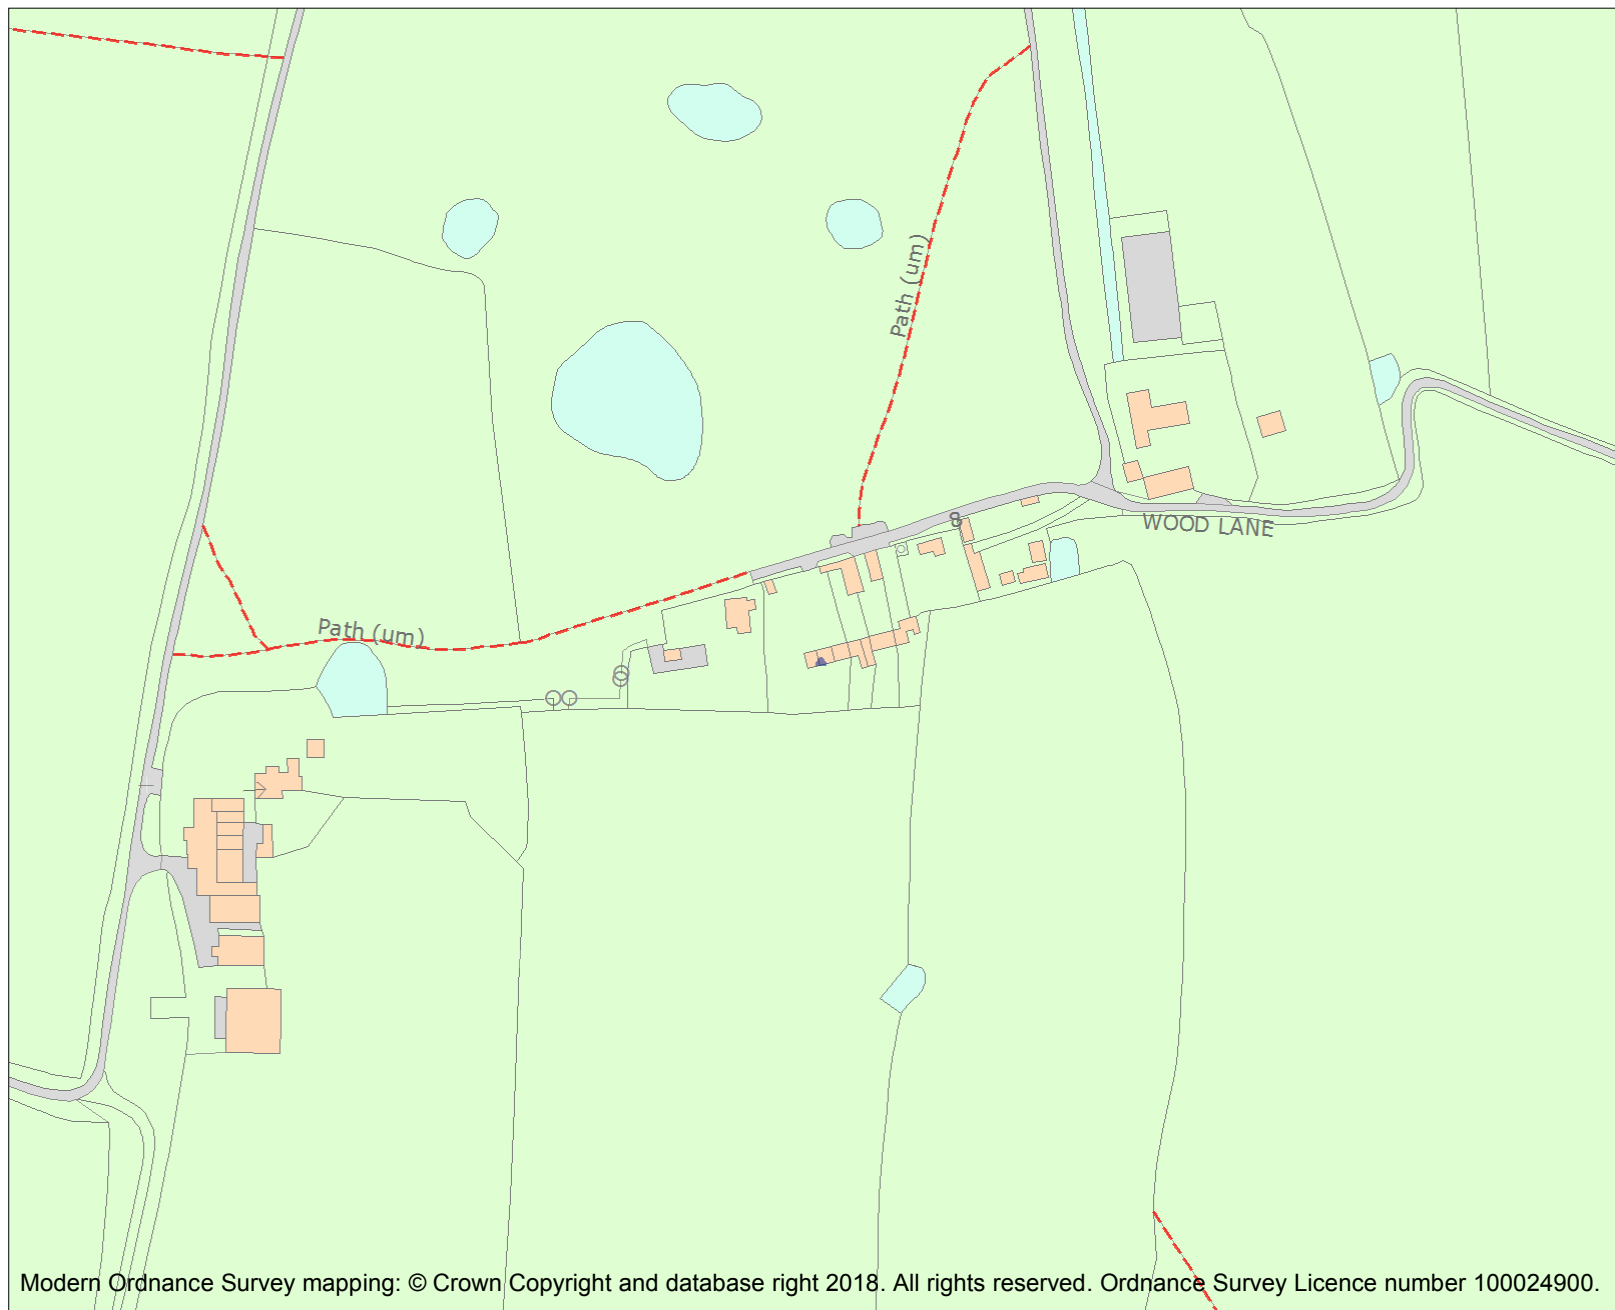 Path (um)
8
WOOD LANE
Path (um)
Modern Ordnance Survey mapping: © Crown Copyright and database right 2018. All rights reserved. Ordnance Survey Licence number 100024900.